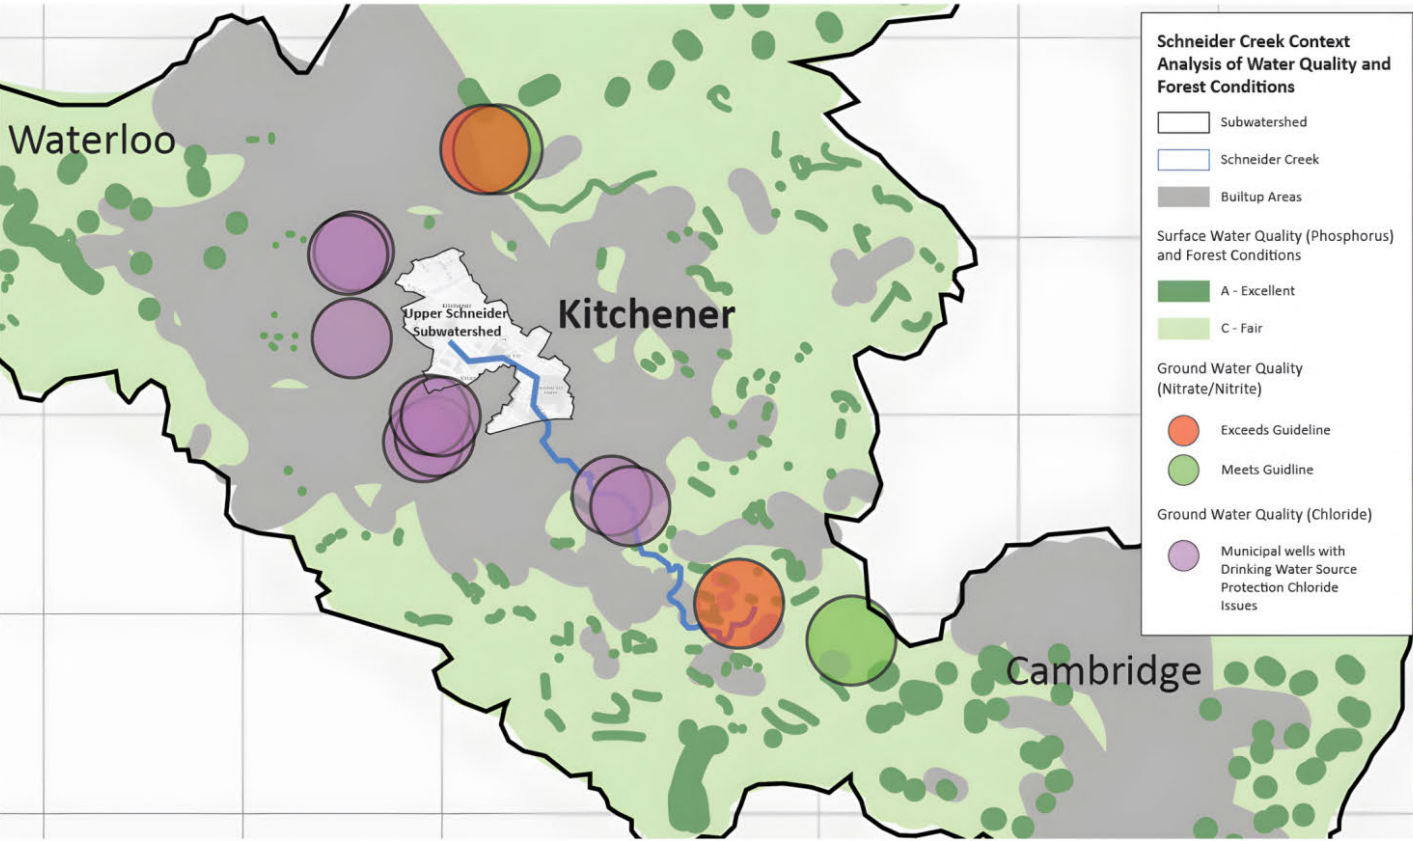 Waterloo
Kitchener
Upper Schneider
Subwatershed
Cambridge
Schneider Creek Context
Analysis of Water Quality and
Forest Conditions
Subwatershed
Schneider Creek
Builtup Areas
Surface Water Quality (Phosphorus)
and Forest Conditions
A - Excellent
C - Fair
Ground Water Quality
(Nitrate/Nitrite)
Exceeds Guideline
Meets Guidline
Ground Water Quality (Chloride)
Municipal wells with
Drinking Water Source
Protection Chloride
Issues